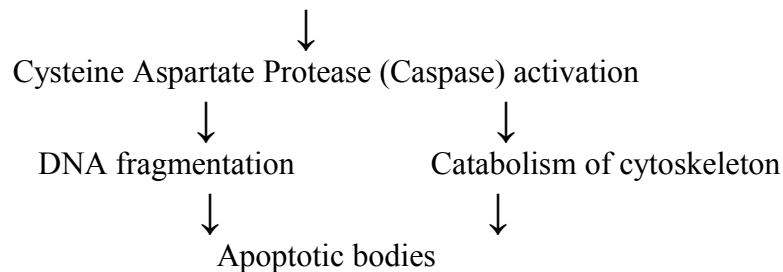 Cysteine Aspartate Protease (Caspase) activation
DNA fragmentation Catabolism of cytoskeleton
Apoptotic bodies